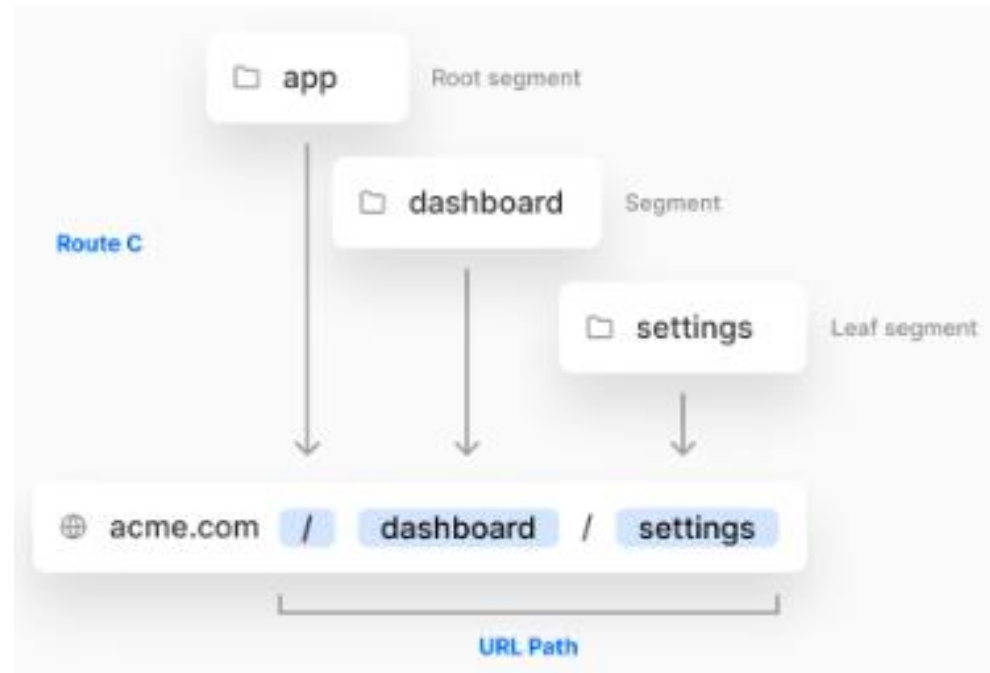 app Root segment
dashboard Segment
Route C
settings Leaf segment
acme.com / dashboard / settings
URL Path